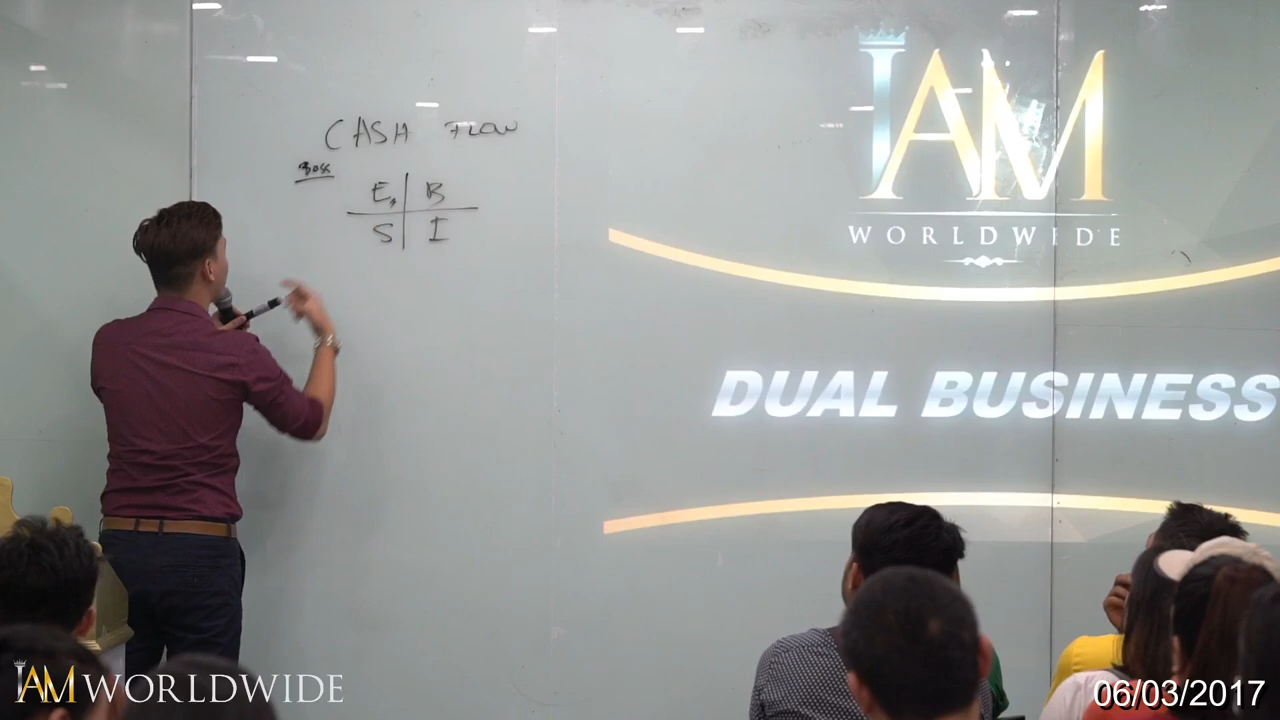 CASH FLOW
Boss
E, B
S I
IAM
WORLDWIDE
DUAL BUSINESS
IAM WORLDWIDE
06/03/2017